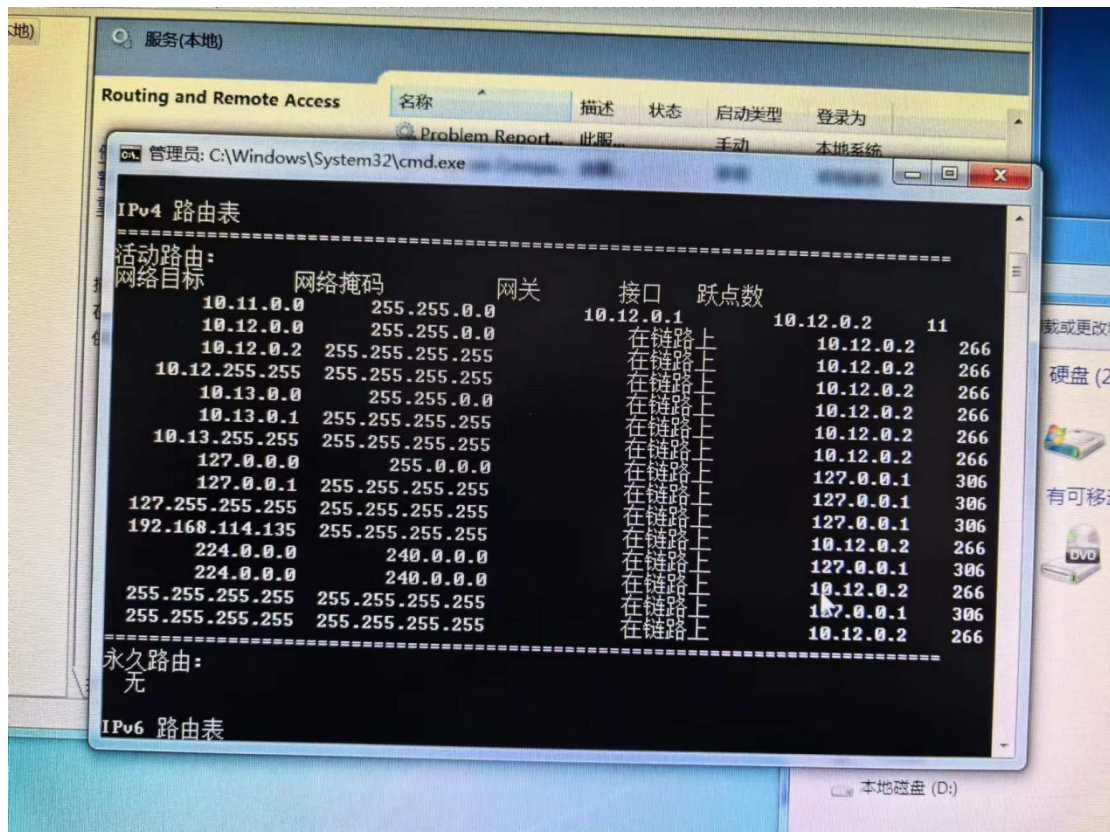 服务(本地)
Routing and Remote Access
名称 描述 状态 启动类型 登录为
Problem Report... 此服... 手动 本地系统
管理员: C:\Windows\System32\cmd.exe
IPv4 路由表
===========================================================================
活动路由:
网络目标 网络掩码 网关 接口 跃点数
10.11.0.0 255.255.0.0 10.12.0.1 10.12.0.2 11
10.12.0.0 255.255.0.0 在链路上 10.12.0.2 266
10.12.0.2 255.255.255.255 在链路上 10.12.0.2 266
10.12.255.255 255.255.255.255 在链路上 10.12.0.2 266
10.13.0.0 255.255.0.0 在链路上 10.12.0.2 266
10.13.0.1 255.255.255.255 在链路上 10.12.0.2 266
10.13.255.255 255.255.255.255 在链路上 10.12.0.2 266
127.0.0.0 255.0.0.0 在链路上 127.0.0.1 306
127.0.0.1 255.255.255.255 在链路上 127.0.0.1 306
127.255.255.255 255.255.255.255 在链路上 127.0.0.1 306
192.168.114.135 255.255.255.255 在链路上 10.12.0.2 266
224.0.0.0 240.0.0.0 在链路上 127.0.0.1 306
224.0.0.0 240.0.0.0 在链路上 10.12.0.2 266
255.255.255.255 255.255.255.255 在链路上 127.0.0.1 306
255.255.255.255 255.255.255.255 在链路上 10.12.0.2 266
===========================================================================
永久路由:
无
IPv6 路由表
载或更改
硬盘 (2
有可移
DVD
本地磁盘 (D:)